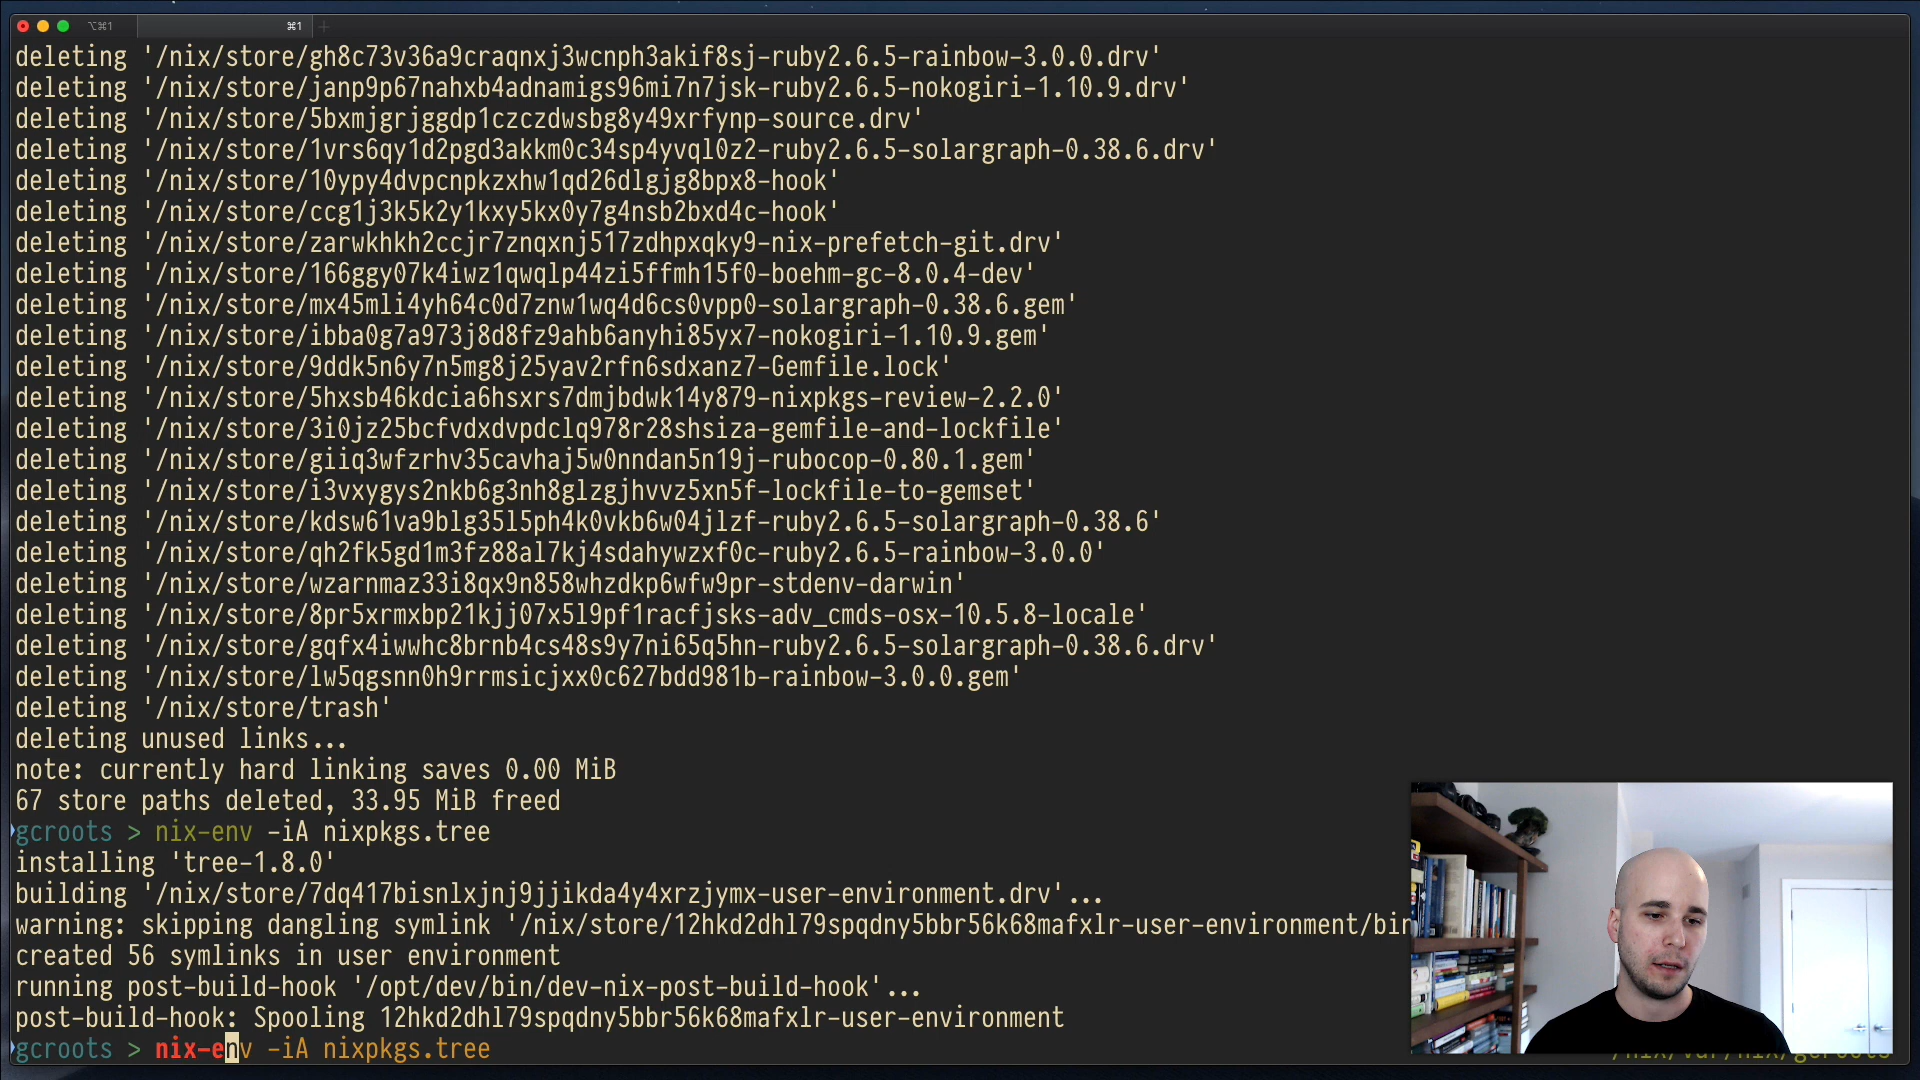 ⌥⌘1
⌘1
deleting '/nix/store/gh8c73v36a9craqnxj3wcnph3akif8sj-ruby2.6.5-rainbow-3.0.0.drv'
deleting '/nix/store/janp9p67nahxb4adnamigs96mi7n7jsk-ruby2.6.5-nokogiri-1.10.9.drv'
deleting '/nix/store/5bxmjgrjggdp1czczdwsbg8y49xrfynp-source.drv'
deleting '/nix/store/1vrs6qy1d2pgd3akkm0c34sp4yvql0z2-ruby2.6.5-solargraph-0.38.6.drv'
deleting '/nix/store/10ypy4dvpcnpkzxhw1qd26dlgjg8bpx8-hook'
deleting '/nix/store/ccg1j3k5k2y1kxy5kx0y7g4nsb2bxd4c-hook'
deleting '/nix/store/zarwkhkh2ccjr7znqxnj517zdhpxqky9-nix-prefetch-git.drv'
deleting '/nix/store/166ggy07k4iwz1qwqlp44zi5ffmh15f0-boehm-gc-8.0.4-dev'
deleting '/nix/store/mx45mli4yh64c0d7znw1wq4d6cs0vpp0-solargraph-0.38.6.gem'
deleting '/nix/store/ibba0g7a973j8d8fz9ahb6anyhi85yx7-nokogiri-1.10.9.gem'
deleting '/nix/store/9ddk5n6y7n5mg8j25yav2rfn6sdxanz7-Gemfile.lock'
deleting '/nix/store/5hxsb46kdcia6hsxrs7dmjbdwk14y879-nixpkgs-review-2.2.0'
deleting '/nix/store/3i0jz25bcfvdxdvpdclq978r28shsiza-gemfile-and-lockfile'
deleting '/nix/store/giiq3wfzrhv35cavhaj5w0nndan5n19j-rubocop-0.80.1.gem'
deleting '/nix/store/i3vxygys2nkb6g3nh8glzgjhvvz5xn5f-lockfile-to-gemset'
deleting '/nix/store/kdsw61va9blg35l5ph4k0vkb6w04jlzf-ruby2.6.5-solargraph-0.38.6'
deleting '/nix/store/qh2fk5gd1m3fz88al7kj4sdahywzxf0c-ruby2.6.5-rainbow-3.0.0'
deleting '/nix/store/wzarnmaz33i8qx9n858whzdkp6wfw9pr-stdenv-darwin'
deleting '/nix/store/8pr5xrmxbp21kjj07x5l9pf1racfjsks-adv_cmds-osx-10.5.8-locale'
deleting '/nix/store/gqfx4iwwhc8brnb4cs48s9y7ni65q5hn-ruby2.6.5-solargraph-0.38.6.drv'
deleting '/nix/store/lw5qgsnn0h9rrmsicjxx0c627bdd981b-rainbow-3.0.0.gem'
deleting '/nix/store/trash'
deleting unused links...
note: currently hard linking saves 0.00 MiB
67 store paths deleted, 33.95 MiB freed
gcroots > nix-env -iA nixpkgs.tree
installing 'tree-1.8.0'
building '/nix/store/7dq417bisnlxjnj9jjikda4y4xrzjymx-user-environment.drv'...
warning: skipping dangling symlink '/nix/store/12hkd2dhl79spqdny5bbr56k68mafxlr-user-environment/bin
created 56 symlinks in user environment
running post-build-hook '/opt/dev/bin/dev-nix-post-build-hook'...
post-build-hook: Spooling 12hkd2dhl79spqdny5bbr56k68mafxlr-user-environment
gcroots > nix-env -iA nixpkgs.tree
/nix/var/nix/gcroots